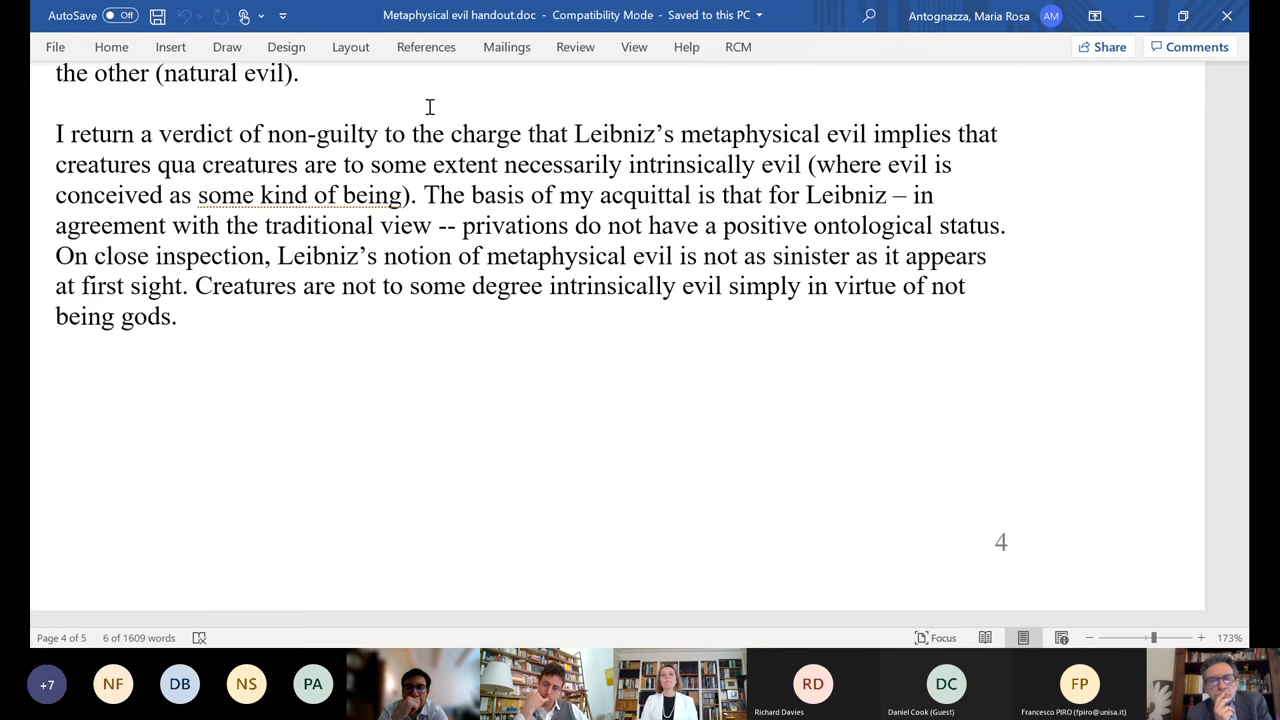 AutoSave Off Metaphysical evil handout.doc - Compatibility Mode - Saved to this PC Antognazza, Maria Rosa AM
File Home Insert Draw Design Layout References Mailings Review View Help RCM Share Comments
the other (natural evil).
I return a verdict of non-guilty to the charge that Leibniz’s metaphysical evil implies that
creatures qua creatures are to some extent necessarily intrinsically evil (where evil is
conceived as some kind of being). The basis of my acquittal is that for Leibniz – in
agreement with the traditional view -- privations do not have a positive ontological status.
On close inspection, Leibniz’s notion of metaphysical evil is not as sinister as it appears
at first sight. Creatures are not to some degree intrinsically evil simply in virtue of not
being gods.
4
Page 4 of 5 6 of 1609 words Focus 173%
+7 NF DB NS PA RD DC FP
Richard Davies Daniel Cook (Guest) Francesco PIRO (fpiro@unisa.it)